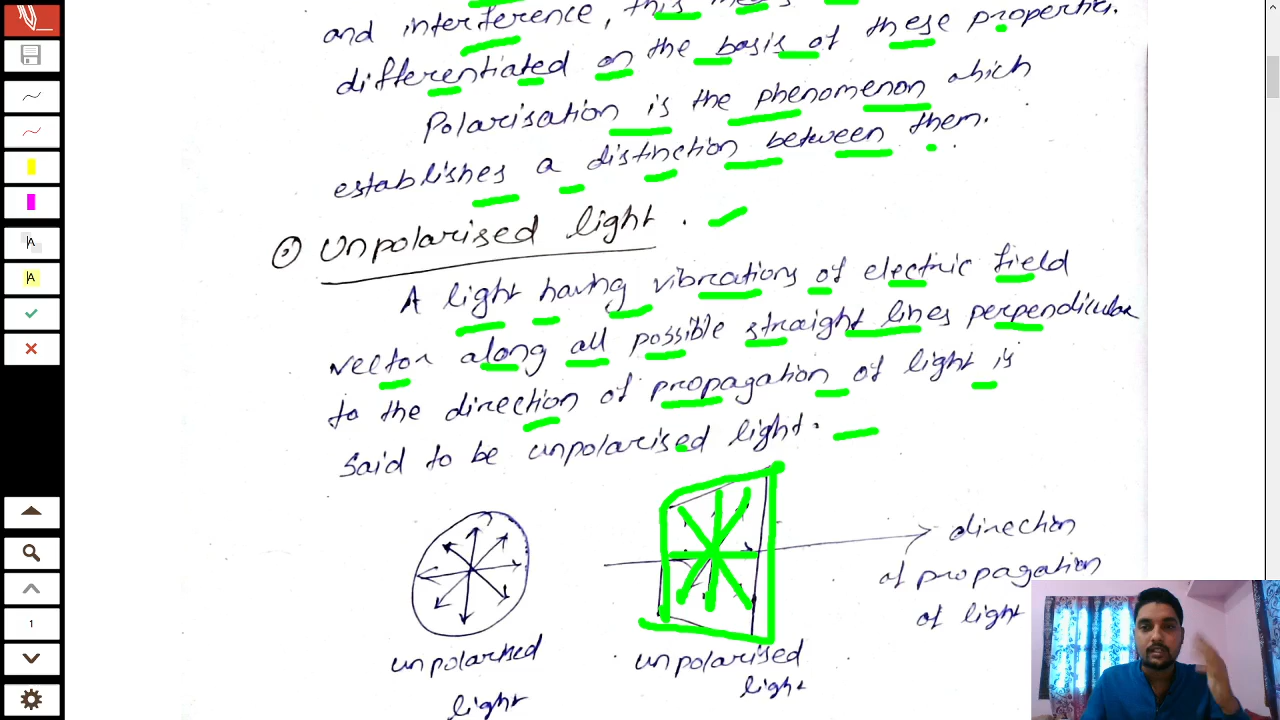 and interference, this
differentiated on the basis of these properties.
Polarisation is the phenomenon which
establishes a distinction between them.
Unpolarised light.
A light having vibrations of electric field
vector along all possible straight lines perpendicular
to the direction of propagation of light is
said to be unpolarised light.
direction
of propagation
of light
unpolarised
light
unpolarised
light
A
A
1